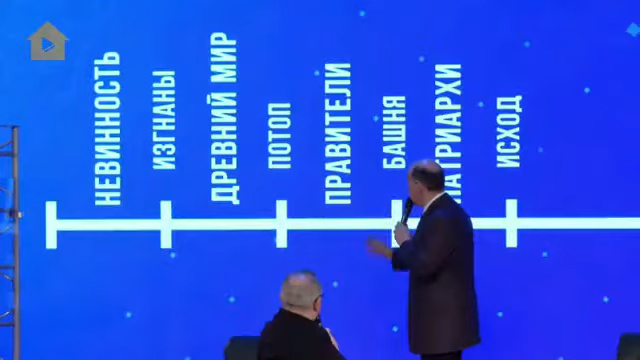 НЕВИННОСТЬ
ИЗГНАНЫ
ДРЕВНИЙ МИР
ПОТОП
ПРАВИТЕЛИ
БАШНЯ
ПАТРИАРХИ
ИСХОД